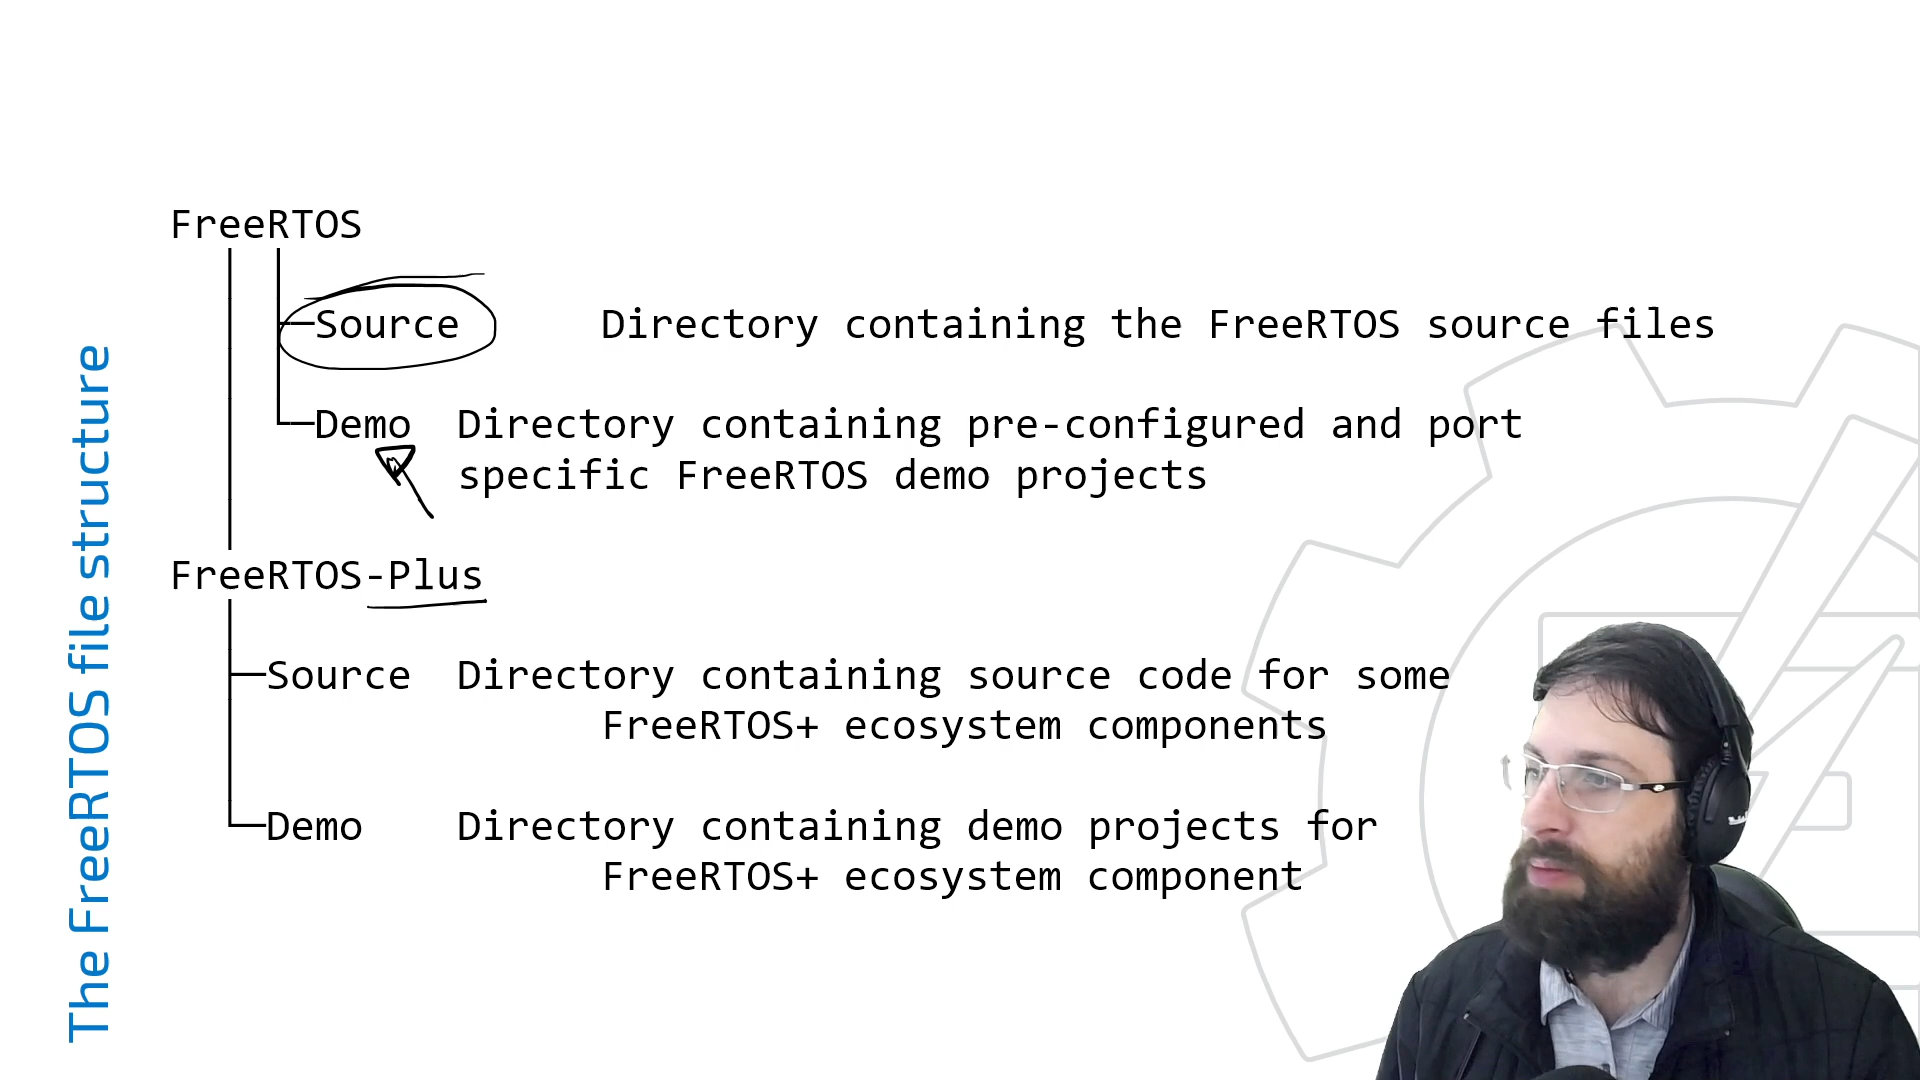 The FreeRTOS file structure
FreeRTOS
Source Directory containing the FreeRTOS source files
Demo Directory containing pre-configured and port
specific FreeRTOS demo projects
FreeRTOS-Plus
Source Directory containing source code for some
FreeRTOS+ ecosystem components
Demo Directory containing demo projects for
FreeRTOS+ ecosystem component